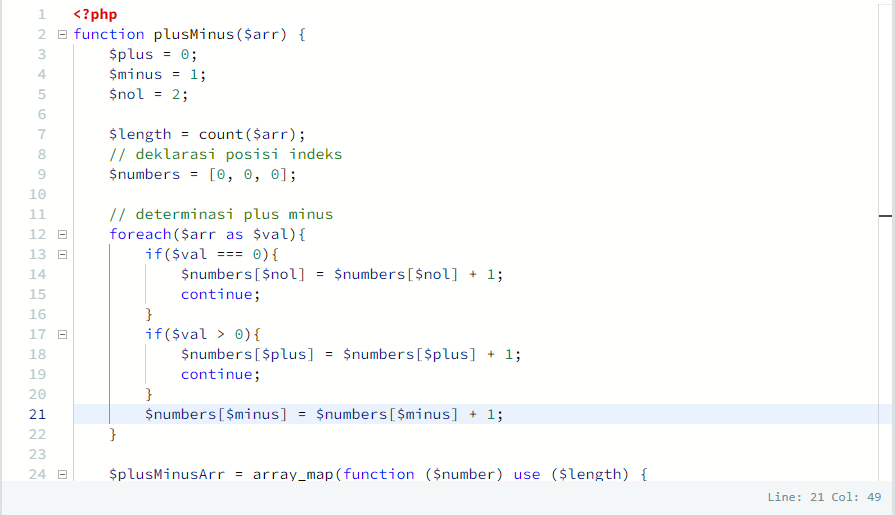 1 <?php
2 function plusMinus($arr) {
3 $plus = 0;
4 $minus = 1;
5 $nol = 2;
6
7 $length = count($arr);
8 // deklarasi posisi indeks
9 $numbers = [0, 0, 0];
10
11 // determinasi plus minus
12 foreach($arr as $val){
13 if($val === 0){
14 $numbers[$nol] = $numbers[$nol] + 1;
15 continue;
16 }
17 if($val > 0){
18 $numbers[$plus] = $numbers[$plus] + 1;
19 continue;
20 }
21 $numbers[$minus] = $numbers[$minus] + 1;
22 }
23
24 $plusMinusArr = array_map(function ($number) use ($length) {
Line: 21 Col: 49